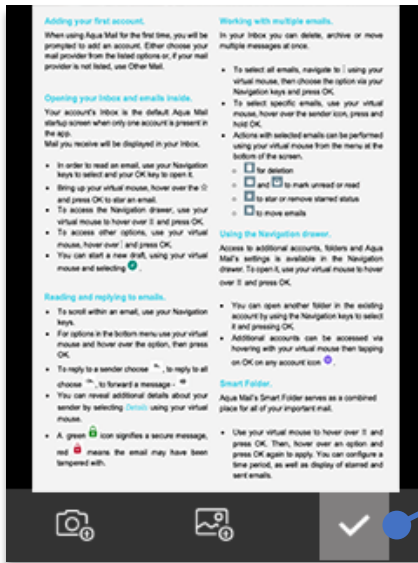 Adding your first account.
When using Aqua Mail for the first time, you will be
prompted to add an account. Either choose your
mail provider from the listed options or, if your mail
provider is not listed, use Other Mail.
Opening your Inbox and emails inside.
Your account's Inbox is the default Aqua Mail
startup screen when only one account is present in
the app.
Mail you receive will be displayed in your Inbox.
• In order to read an email, use your Navigation
keys to select and your OK key to open it.
• Bring up your virtual mouse, hover over the ☆
and press OK to star an email.
• To access the Navigation drawer, use your
virtual mouse to hover over ≡ and press OK.
• To access other options, use your virtual
mouse, hover over ⋮ and press OK.
• You can start a new draft, using your virtual
mouse and selecting .
Reading and replying to emails.
• To scroll within an email, use your Navigation
keys.
• For options in the bottom menu use your virtual
mouse and hover over the option, then press
OK.
• To reply to a sender choose , to reply to all
choose , to forward a message -
• You can reveal additional details about your
sender by selecting Details using your virtual
mouse.
• A green icon signifies a secure message,
red means the email may have been
tampered with.
Working with multiple emails.
In your Inbox you can delete, archive or move
multiple messages at once.
• To select all emails, navigate to ⋮ using your
virtual mouse, then choose the option via your
Navigation keys and press OK.
• To select specific emails, use your virtual
mouse, hover over the sender icon, press and
hold OK.
• Actions with selected emails can be performed
using your virtual mouse from the menu at the
bottom of the screen.
o for deletion
o and to mark unread or read
o to star or remove starred status
o to move emails
Using the Navigation drawer.
Access to additional accounts, folders and Aqua
Mail's settings is available in the Navigation
drawer. To open it, use your virtual mouse to hover
over ≡ and press OK.
• You can open another folder in the existing
account by using the Navigation keys to select
it and pressing OK.
• Additional accounts can be accessed via
hovering with your virtual mouse then tapping
on OK on any account icon .
Smart Folder.
Aqua Mail's Smart Folder serves as a combined
place for all of your important mail.
• Use your virtual mouse to hover over ≡ and
press OK. Then, hover over an option and
press OK again to apply. You can configure a
time period, as well as display of starred and
sent emails.